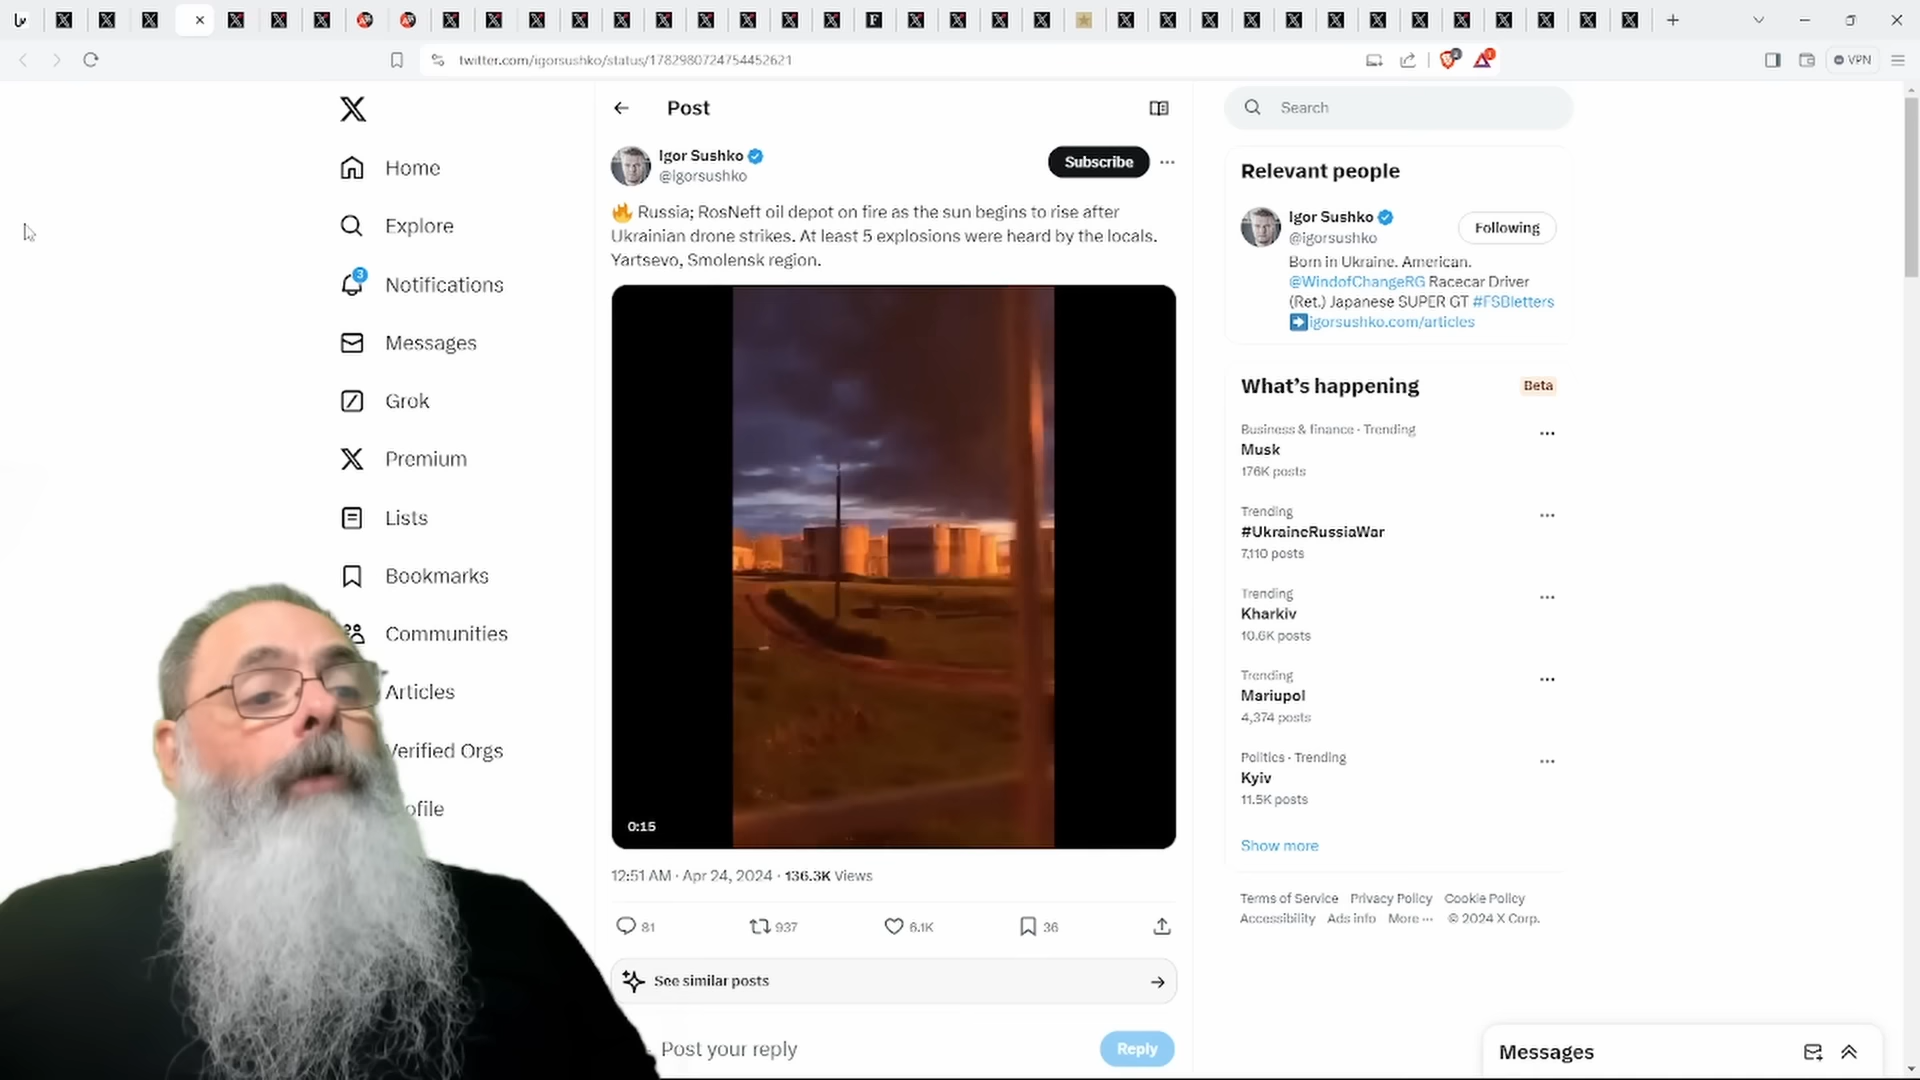 twitter.com/igorsushko/status/1782980724754452621
VPN
Home
Explore
3
Notifications
Messages
Grok
Premium
Lists
Bookmarks
Communities
Articles
Verified Orgs
ofile
Post
Igor Sushko
@igorsushko
Subscribe
🔥 Russia; RosNeft oil depot on fire as the sun begins to rise after
Ukrainian drone strikes. At least 5 explosions were heard by the locals.
Yartsevo, Smolensk region.
0:15
12:51 AM · Apr 24, 2024 · 136.3K Views
81 937 6.1K 36
See similar posts
Post your reply
Reply
Search
Relevant people
Igor Sushko
@igorsushko
Following
Born in Ukraine. American.
@WindofChangeRG Racecar Driver
(Ret.) Japanese SUPER GT #FSBletters
➡️igorsushko.com/articles
What's happening
Beta
Business & finance · Trending
Musk
176K posts
Trending
#UkraineRussiaWar
7,110 posts
Trending
Kharkiv
10.6K posts
Trending
Mariupol
4,374 posts
Politics · Trending
Kyiv
11.5K posts
Show more
Terms of Service Privacy Policy Cookie Policy
Accessibility Ads info More ··· © 2024 X Corp.
Messages